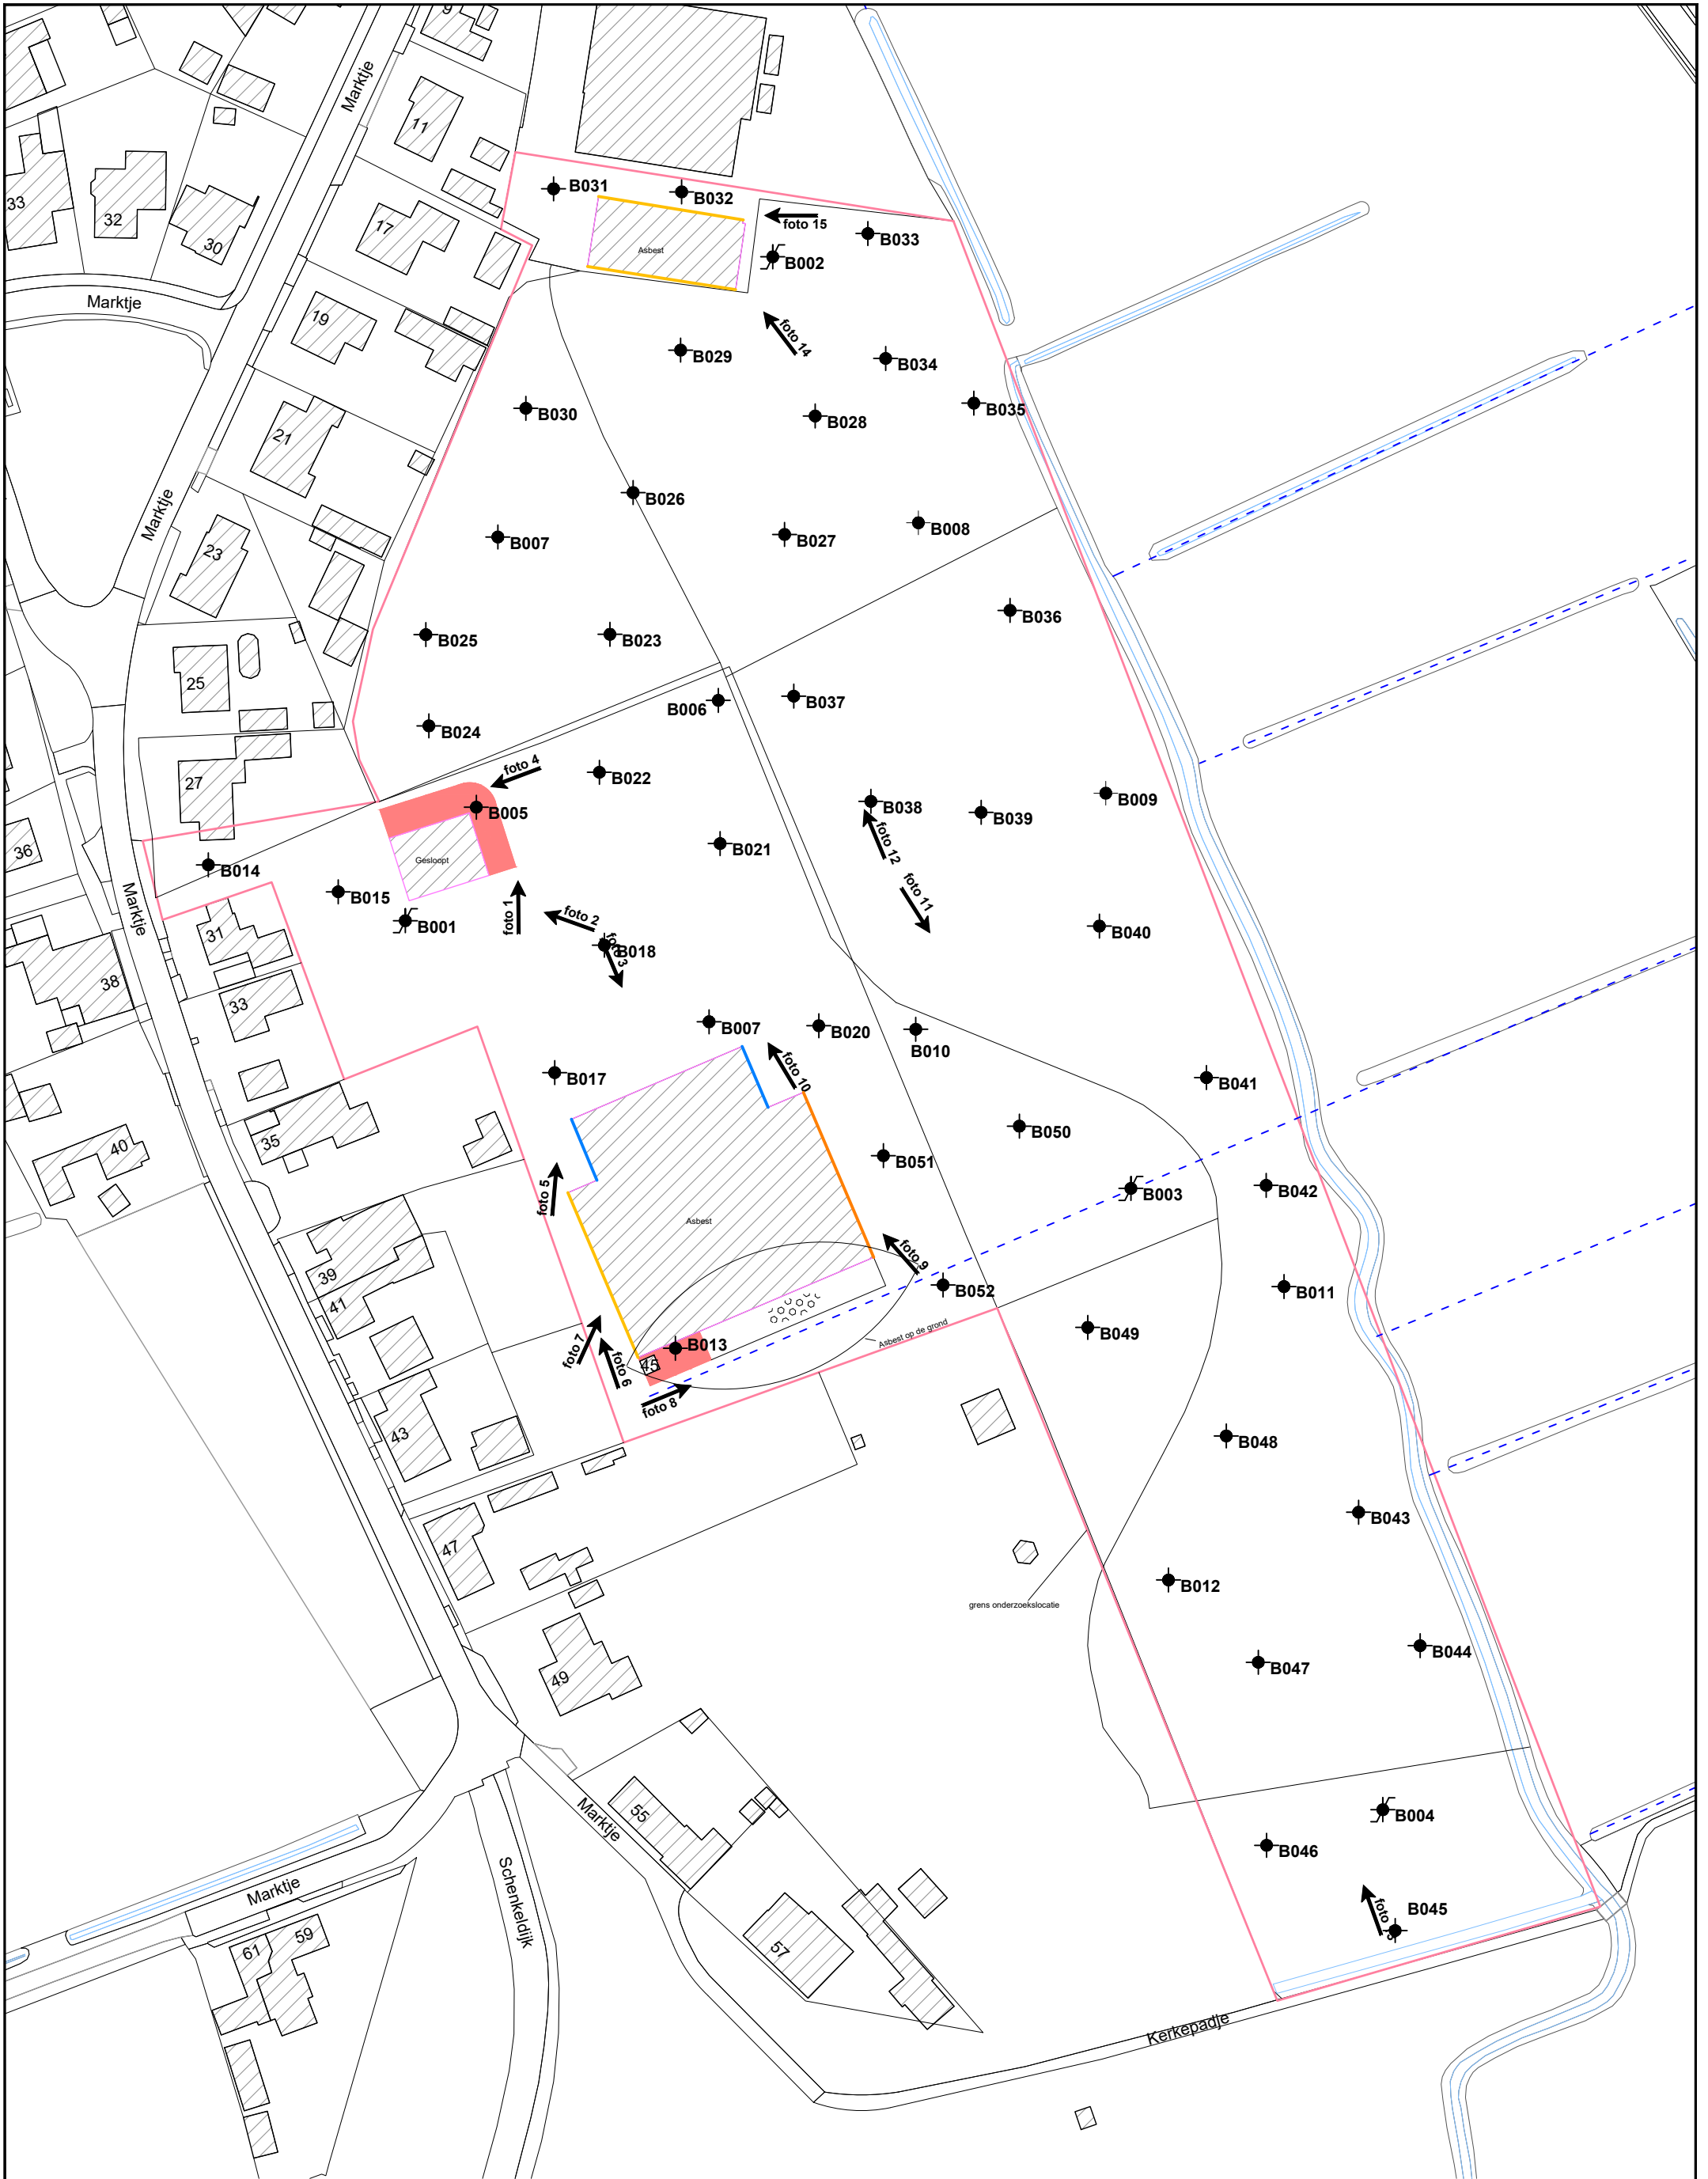 9
Marktje
11
33
32
30
17
B031
B032
foto 15
B033
Asbest
B002
Marktje
19
foto 14
B029
B034
B035
B030
B028
21
B026
Marktje
B007
B027
B008
23
B036
B025
B023
25
B006
B037
B024
foto 4
B022
27
B005
B038
B039
B009
36
foto 12
B021
Gesloopt
B014
B015
foto 11
Marktje
B001
foto 1
foto 2
B018
foto 3
B040
31
38
33
B007
B020
B010
foto 10
B017
B041
35
40
B050
B051
foto 5
B003
B042
Asbest
39
foto 9
B052
B011
41
Asbest op de grond
B049
foto 7
B013
45
foto 6
foto 8
43
B048
B043
47
B012
grens onderzoekslocatie
B044
B047
49
55
Marktje
B004
B046
Marktje
Schenkeldijk
foto
B045
61
59
57
Kerkepadje